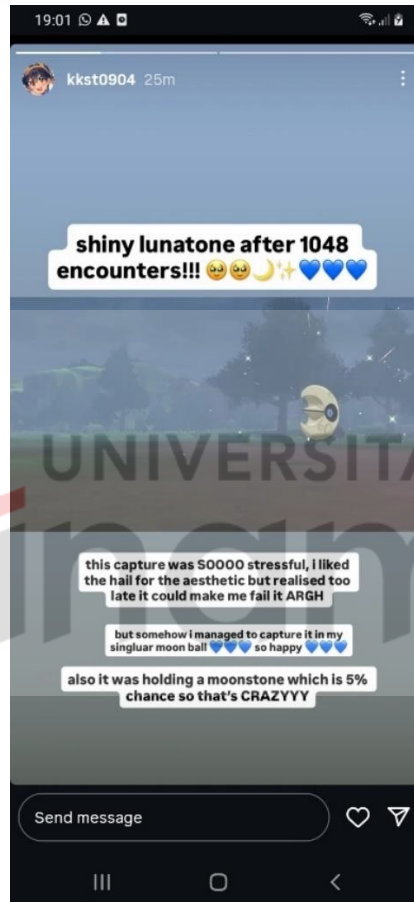 19:01
kkst0904 25m
shiny lunatone after 1048
encounters!!! 🥹🥹🌙✨💙💙💙
UNIVERSITA
inam
this capture was SOOOO stressful, i liked
the hail for the aesthetic but realised too
late it could make me fail it ARGH
but somehow i managed to capture it in my
singluar moon ball 💙💙💙 so happy 💙💙💙
also it was holding a moonstone which is 5%
chance so that's CRAZYYY
Send message